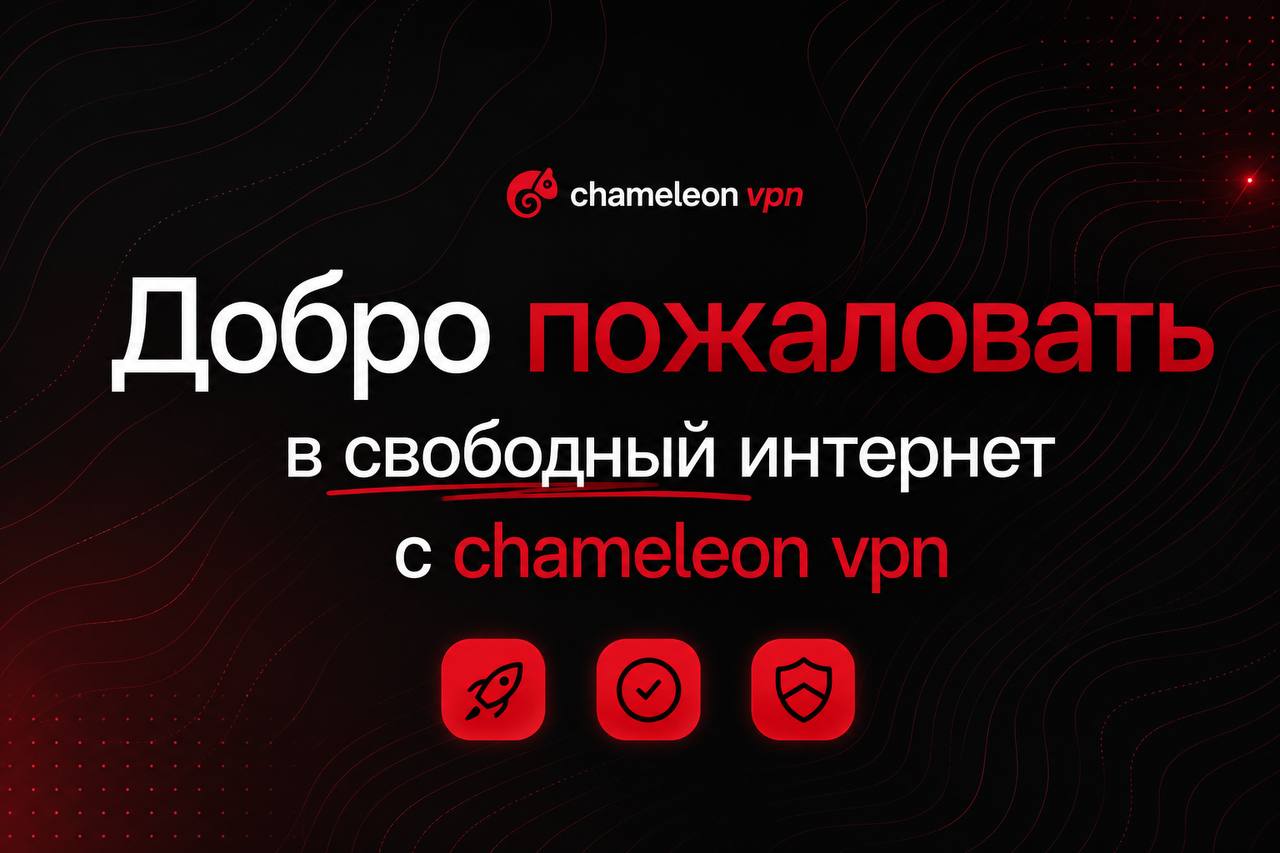 chameleon vpn
Добро пожаловать
в свободный интернет
с chameleon vpn